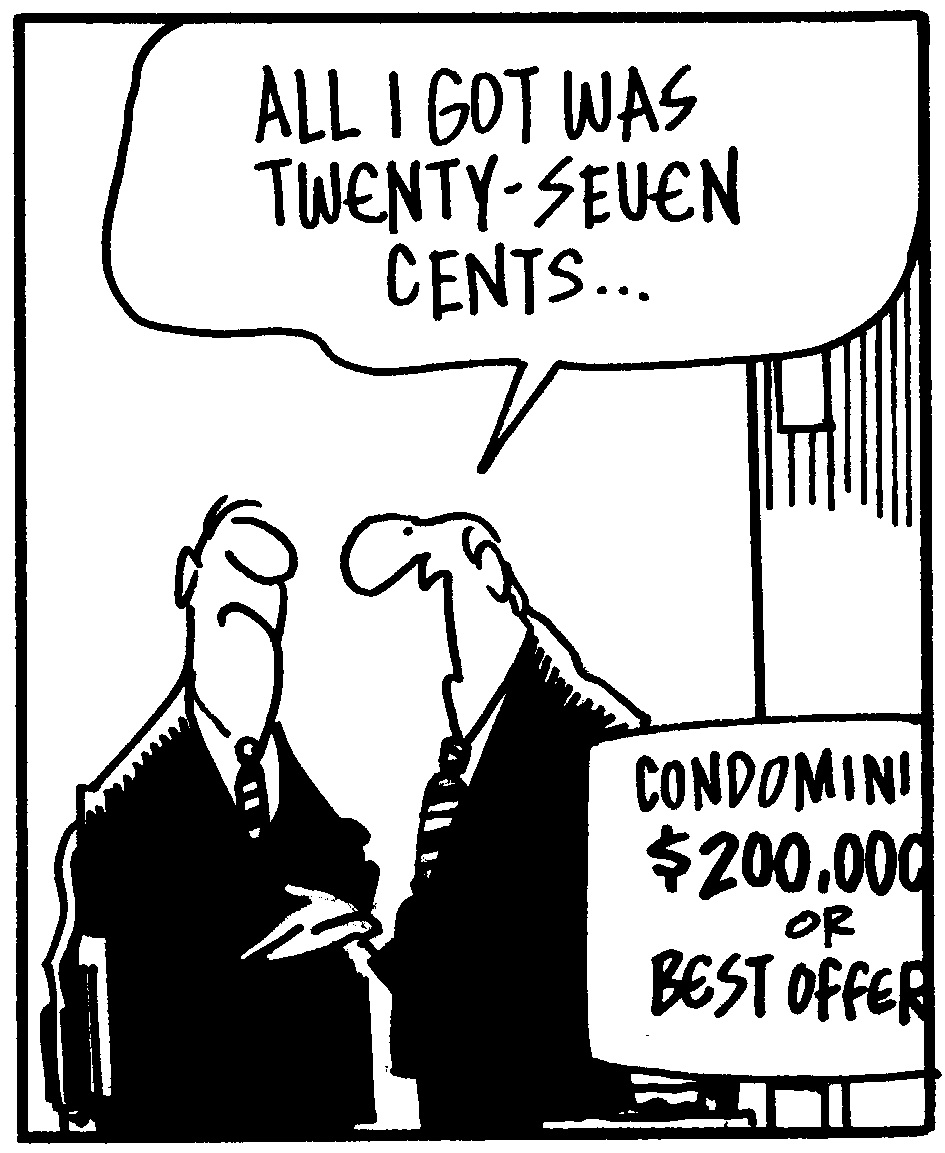 ALL I GOT WAS
TWENTY-SEVEN
CENTS...
CONDOMINI
$200,000
OR
BEST OFFER